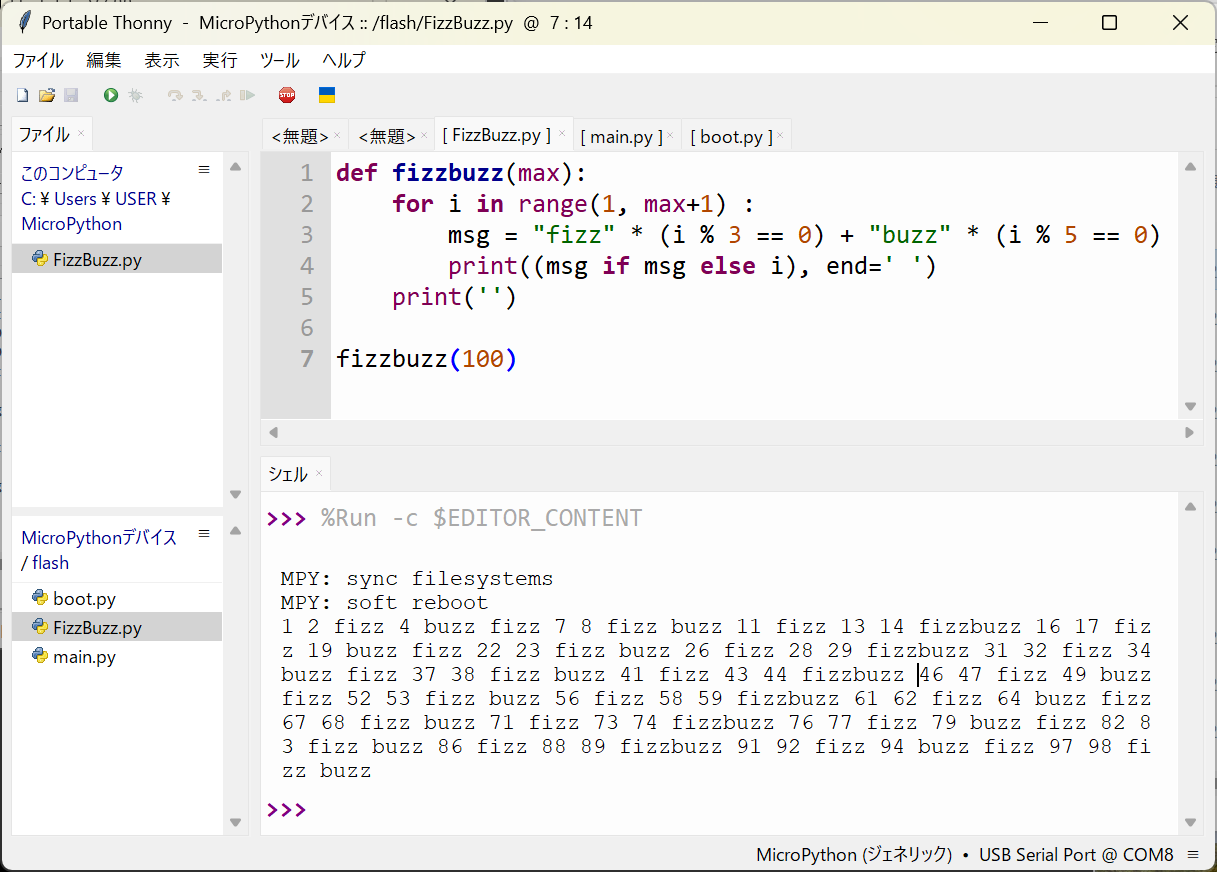 Portable Thonny - MicroPythonデバイス :: /flash/FizzBuzz.py @ 7 : 14
ファイル 編集 表示 実行 ツール ヘルプ
STOP
ファイル ×
このコンピュータ
C: ¥ Users ¥ USER ¥
MicroPython
FizzBuzz.py
MicroPythonデバイス
/ flash
boot.py
FizzBuzz.py
main.py
<無題> × <無題> × [ FizzBuzz.py ] × [ main.py ] × [ boot.py ] ×
1 def fizzbuzz(max):
2     for i in range(1, max+1) :
3         msg = "fizz" * (i % 3 == 0) + "buzz" * (i % 5 == 0)
4         print((msg if msg else i), end=' ')
5     print('')
6
7 fizzbuzz(100)
シェル ×
>>> %Run -c $EDITOR_CONTENT
MPY: sync filesystems
MPY: soft reboot
1 2 fizz 4 buzz fizz 7 8 fizz buzz 11 fizz 13 14 fizzbuzz 16 17 fiz
z 19 buzz fizz 22 23 fizz buzz 26 fizz 28 29 fizzbuzz 31 32 fizz 34
buzz fizz 37 38 fizz buzz 41 fizz 43 44 fizzbuzz 46 47 fizz 49 buzz
fizz 52 53 fizz buzz 56 fizz 58 59 fizzbuzz 61 62 fizz 64 buzz fizz
67 68 fizz buzz 71 fizz 73 74 fizzbuzz 76 77 fizz 79 buzz fizz 82 8
3 fizz buzz 86 fizz 88 89 fizzbuzz 91 92 fizz 94 buzz fizz 97 98 fi
zz buzz
>>>
MicroPython (ジェネリック) • USB Serial Port @ COM8